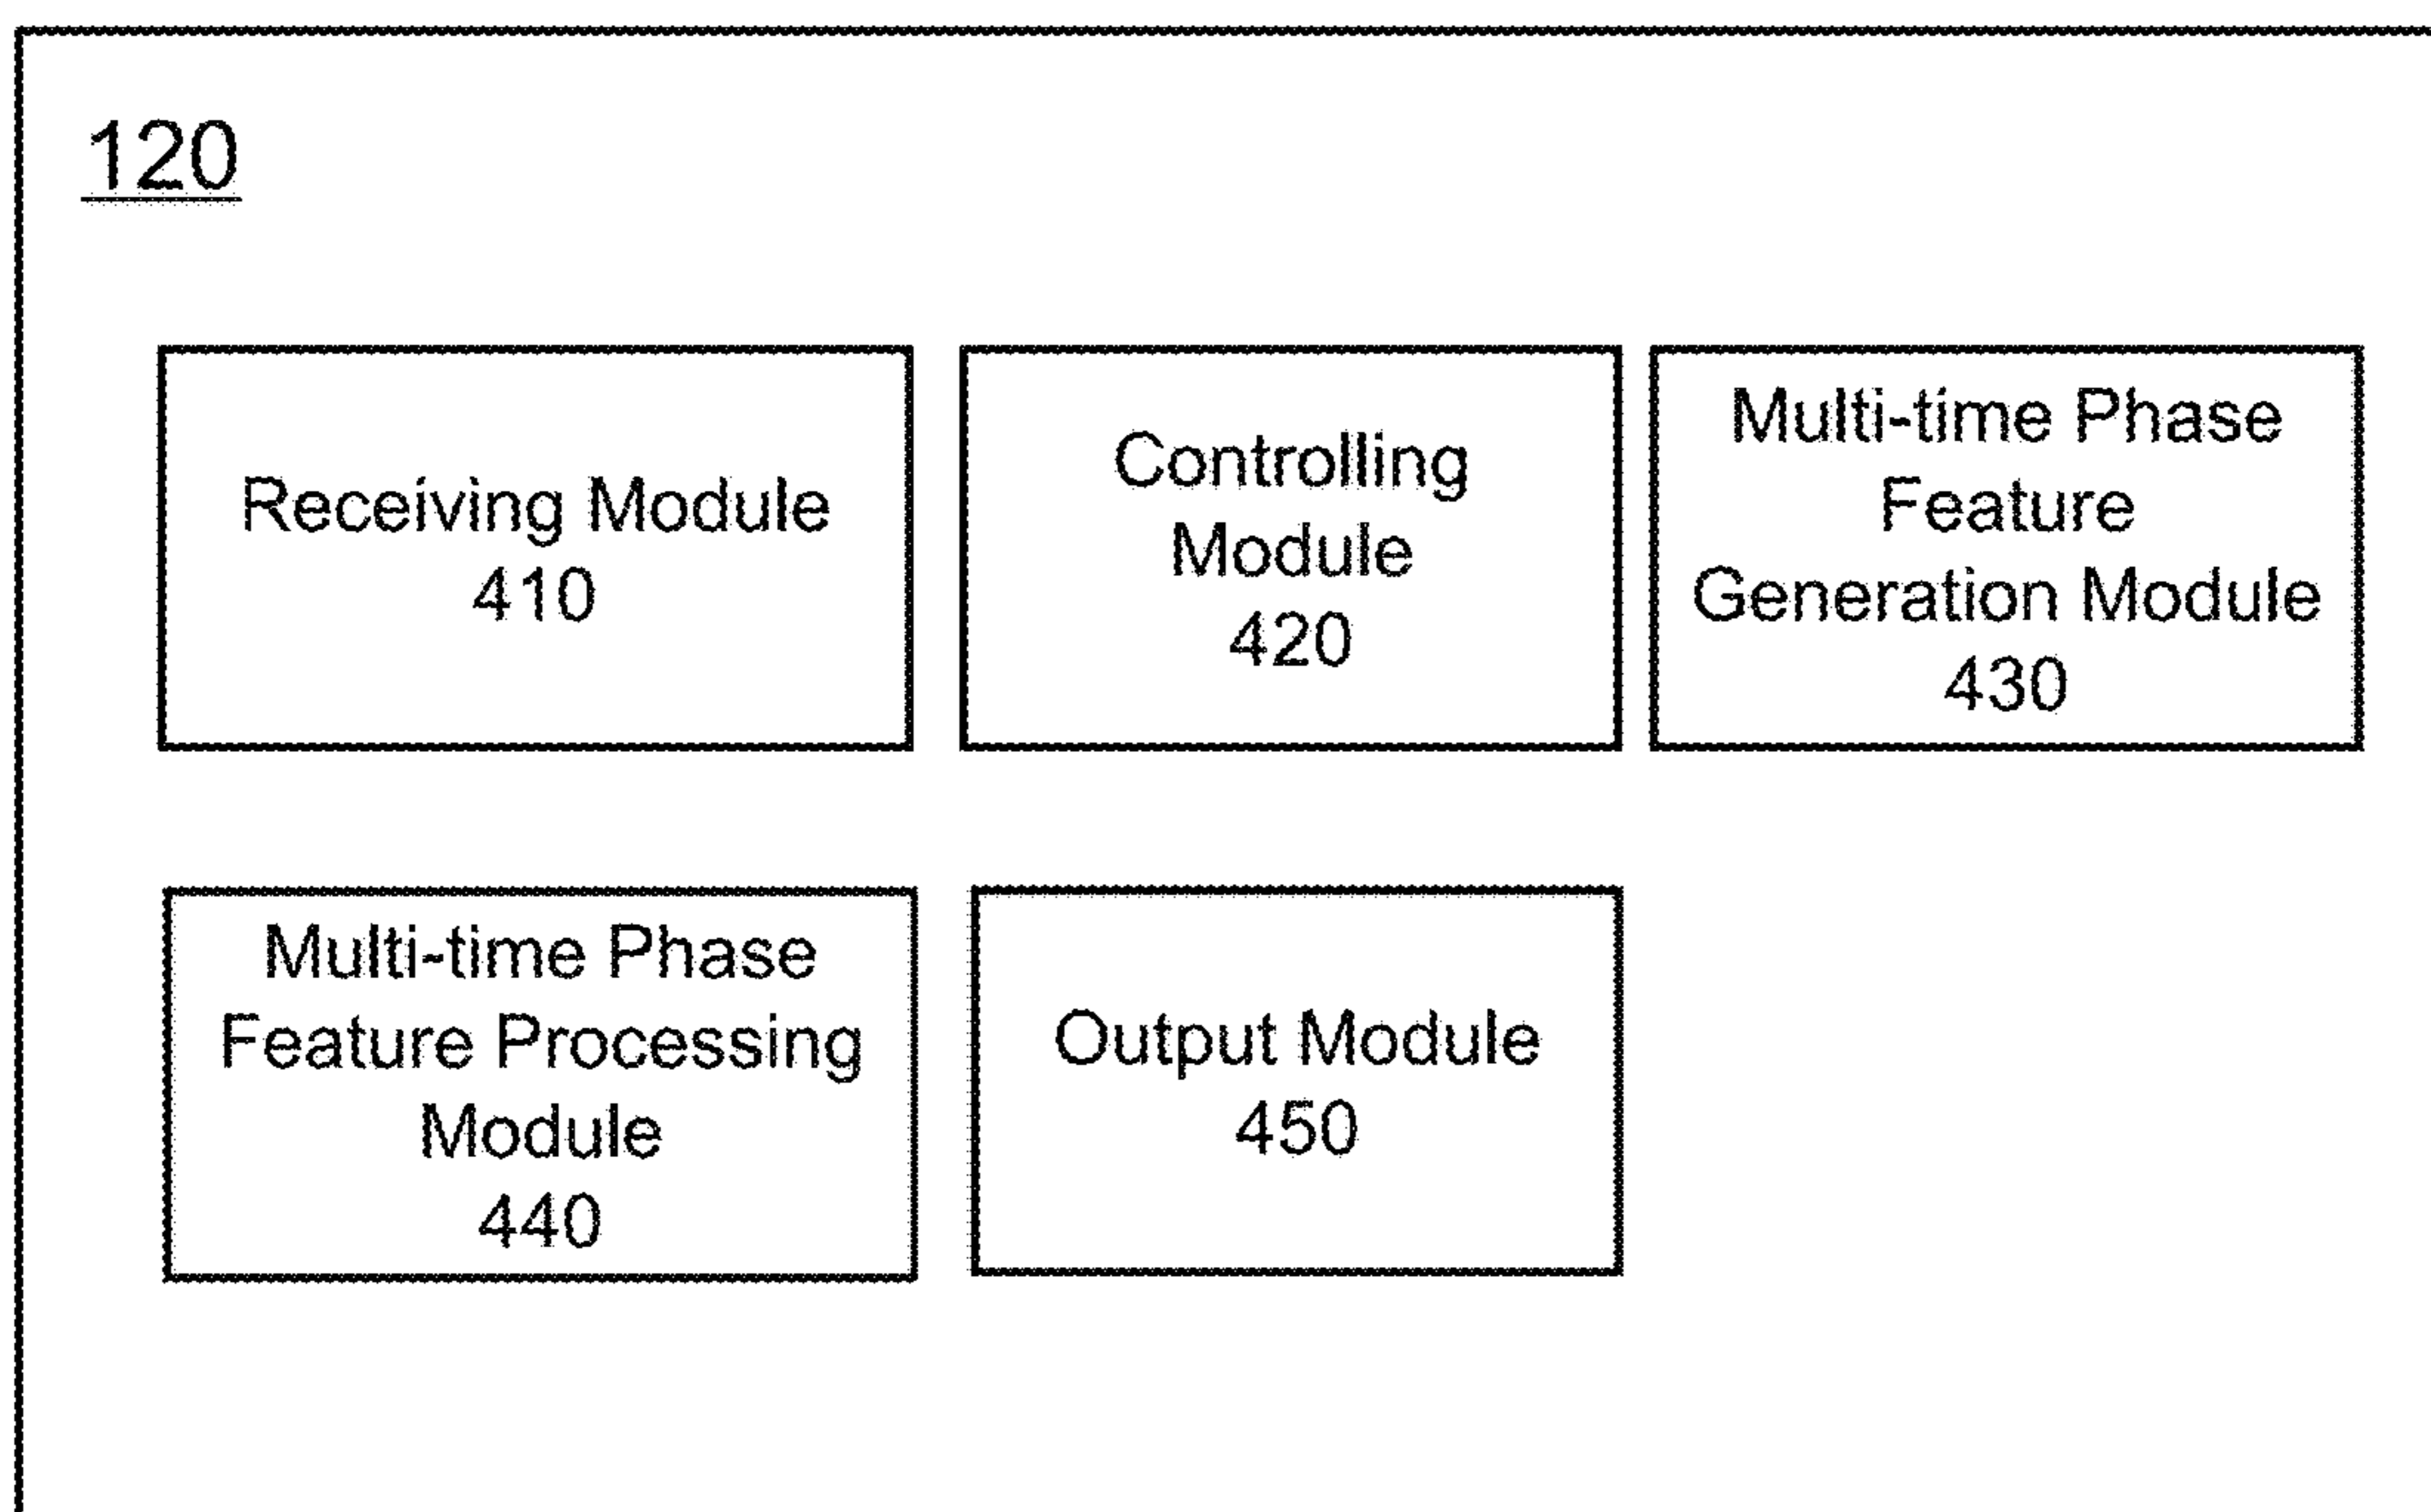 120
Receiving Module
410
Controlling
Module
420
Multi-time Phase
Feature
Generation Module
430
Multi-time Phase
Feature Processing
Module
440
Output Module
450